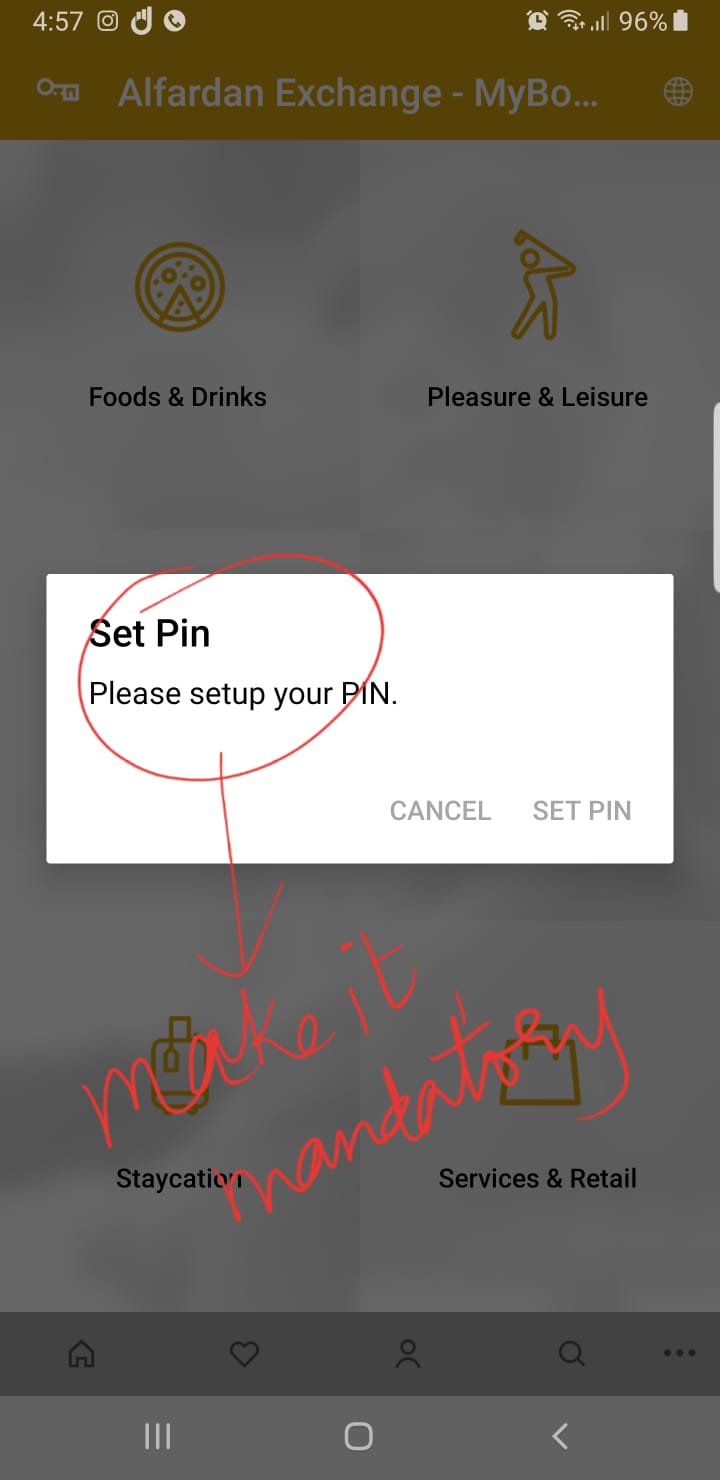 4:57 96%
Alfardan Exchange - MyBo...
Foods & Drinks
Pleasure & Leisure
Set Pin
Please setup your PIN.
CANCEL SET PIN
make it
mandatory
Staycation
Services & Retail